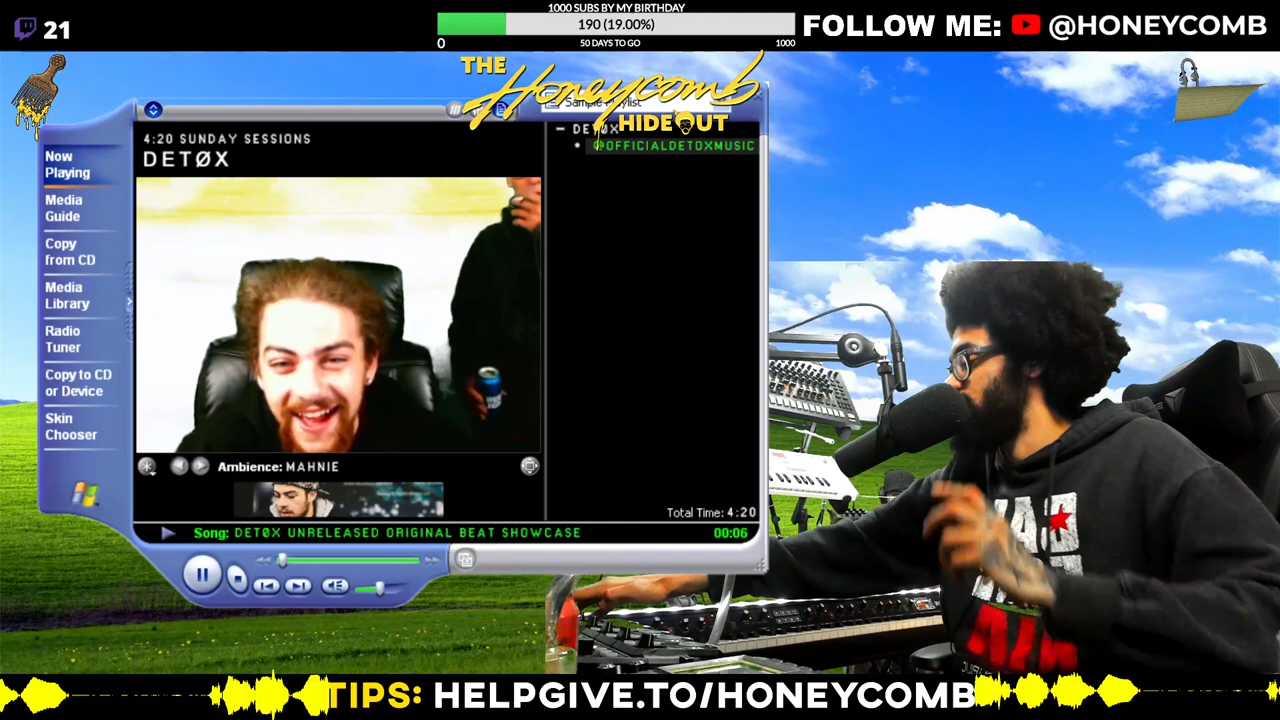 21
1000 SUBS BY MY BIRTHDAY
190 (19.00%)
0
50 DAYS TO GO
1000
FOLLOW ME: @HONEYCOMB
THE
Honeycomb
HIDEOUT
Sample Playlist
4:20 SUNDAY SESSIONS
DETØX
DETØX
@OFFICIALDETOXMUSIC
Now
Playing
Media
Guide
Copy
from CD
Media
Library
Radio
Tuner
Copy to CD
or Device
Skin
Chooser
Ambience: MAHNIE
Total Time: 4:20
Song: DETØX UNRELEASED ORIGINAL BEAT SHOWCASE
00:06
TIPS: HELPGIVE.TO/HONEYCOMB